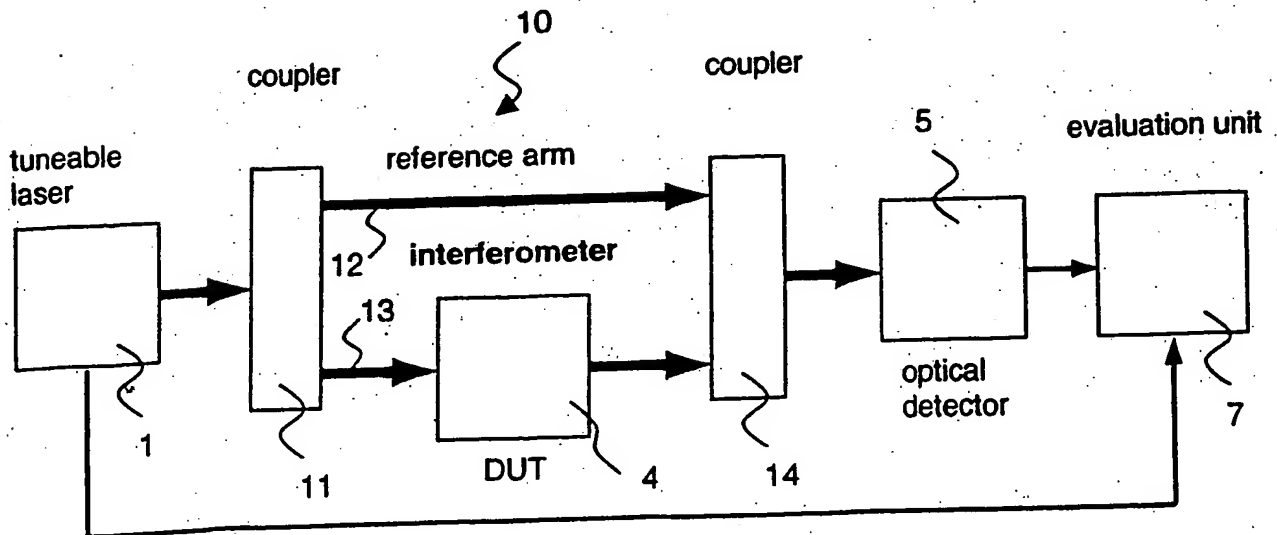 10
coupler
coupler
5
evaluation unit
tuneable
laser
reference arm
12
interferometer
13
optical
detector
1
11
DUT
4
14
7